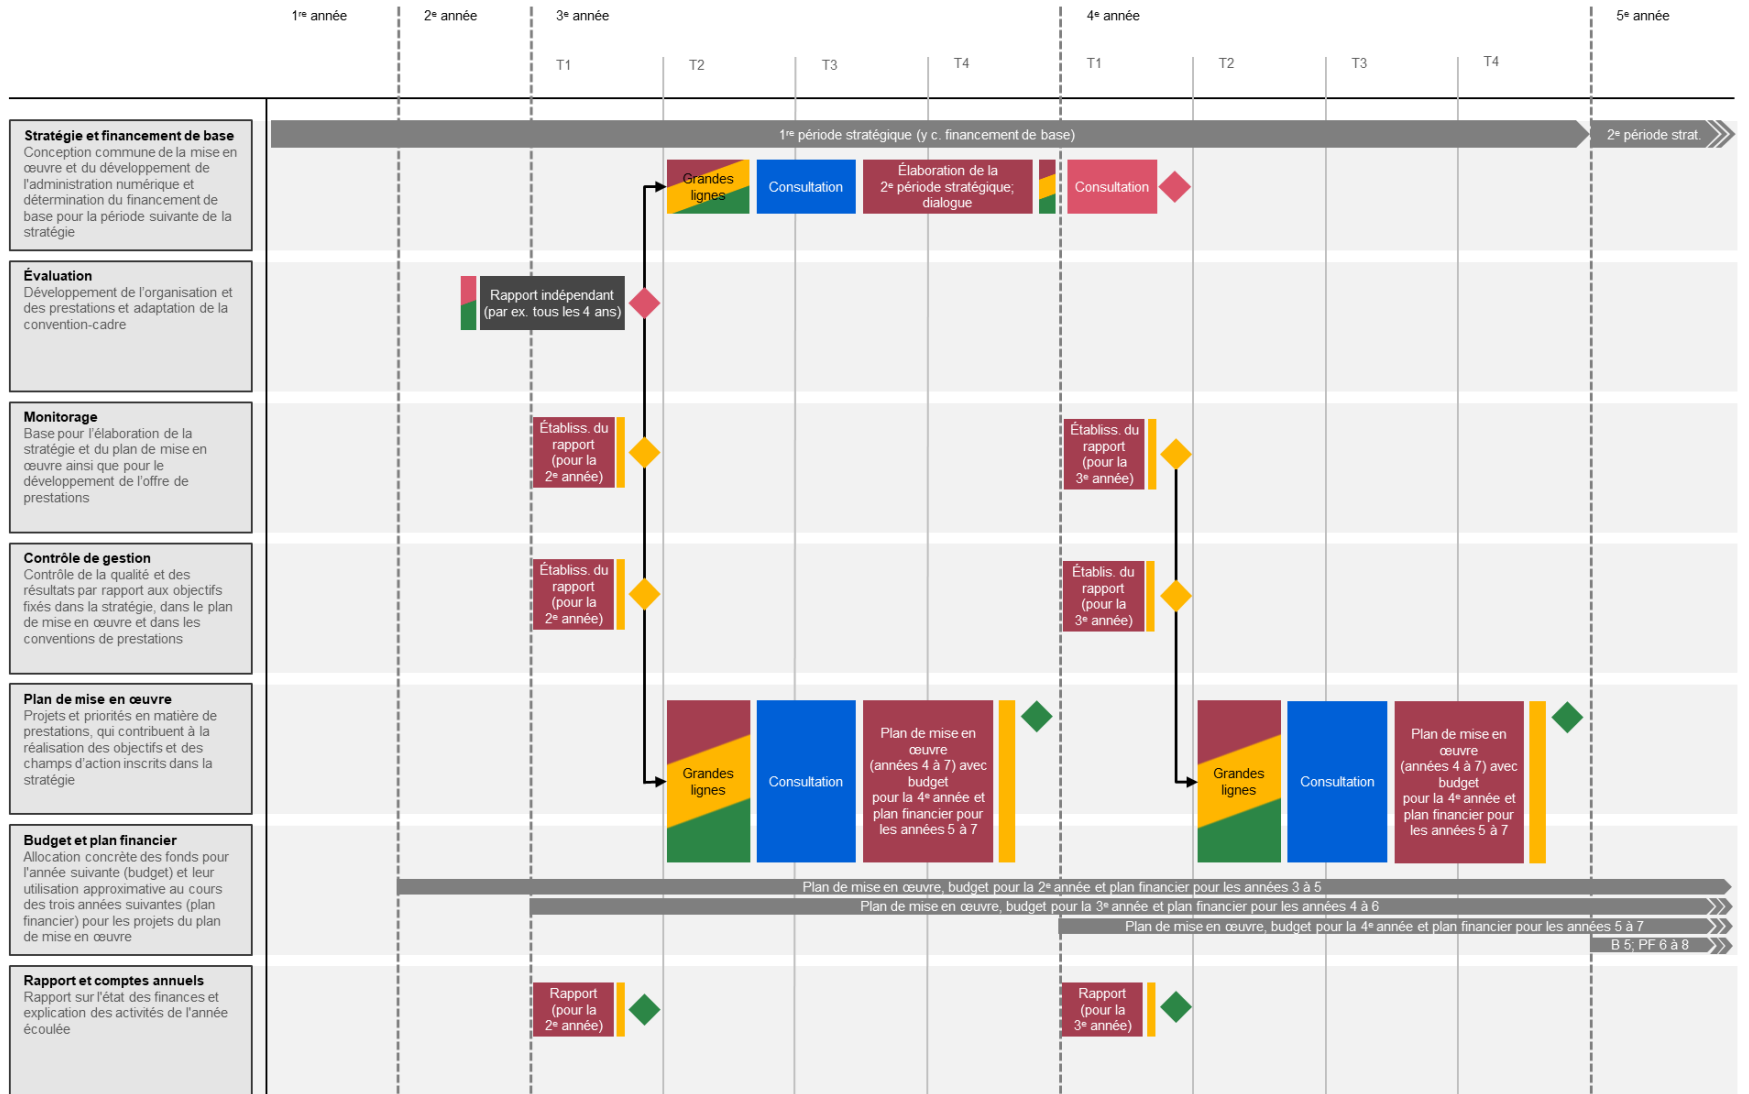 1re année
2e année
3e année
4e année
5e année
T1
T2
T3
T4
T1
T2
T3
T4
Stratégie et financement de base
Conception commune de la mise en
œuvre et du développement de
l'administration numérique et
détermination du financement de
base pour la période suivante de la
stratégie
1re période stratégique (y c. financement de base)
2e période strat.
Grandes
lignes
Consultation
Élaboration de la
2e période stratégique;
dialogue
Consultation
Évaluation
Développement de l'organisation et
des prestations et adaptation de la
convention-cadre
Rapport indépendant
(par ex. tous les 4 ans)
Monitorage
Base pour l'élaboration de la
stratégie et du plan de mise en
œuvre ainsi que pour le
développement de l'offre de
prestations
Établiss. du
rapport
(pour la
2e année)
Établiss. du
rapport
(pour la
3e année)
Contrôle de gestion
Contrôle de la qualité et des
résultats par rapport aux objectifs
fixés dans la stratégie, dans le plan
de mise en œuvre et dans les
conventions de prestations
Établiss. du
rapport
(pour la
2e année)
Établis. du
rapport
(pour la
3e année)
Plan de mise en œuvre
Projets et priorités en matière de
prestations, qui contribuent à la
réalisation des objectifs et des
champs d'action inscrits dans la
stratégie
Grandes
lignes
Consultation
Plan de mise en
œuvre
(années 4 à 7) avec
budget
pour la 4e année et
plan financier pour
les années 5 à 7
Grandes
lignes
Consultation
Plan de mise en
œuvre
(années 4 à 7) avec
budget
pour la 4e année et
plan financier pour
les années 5 à 7
Budget et plan financier
Allocation concrète des fonds pour
l'année suivante (budget) et leur
utilisation approximative au cours
des trois années suivantes (plan
financier) pour les projets du plan
de mise en œuvre
Plan de mise en œuvre, budget pour la 2e année et plan financier pour les années 3 à 5
Plan de mise en œuvre, budget pour la 3e année et plan financier pour les années 4 à 6
Plan de mise en œuvre, budget pour la 4e année et plan financier pour les années 5 à 7
B 5; PF 6 à 8
Rapport et comptes annuels
Rapport sur l'état des finances et
explication des activités de l'année
écoulée
Rapport
(pour la
2e année)
Rapport
(pour la
3e année)